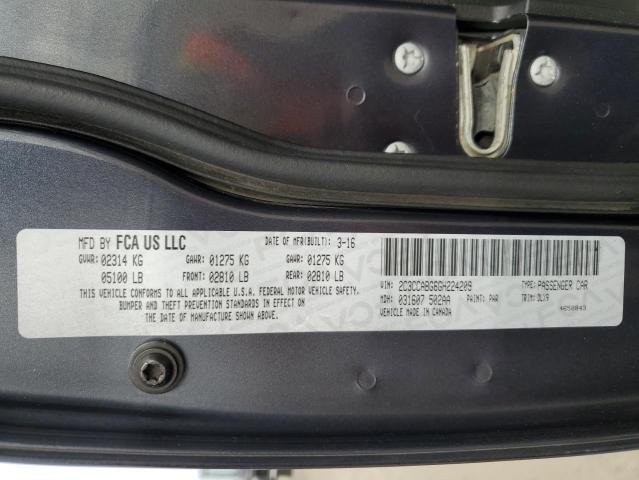 MFD BY FCA US LLC DATE OF MFR(BUILT): 3-16
GVWR: 02314 KG GAWR: 01275 KG GAWR: 01275 KG
05100 LB FRONT: 02810 LB REAR: 02810 LB
THIS VEHICLE CONFORMS TO ALL APPLICABLE U.S.A. FEDERAL MOTOR VEHICLE SAFETY,
BUMPER AND THEFT PREVENTION STANDARDS IN EFFECT ON
THE DATE OF MANUFACTURE SHOWN ABOVE.
VIN: 2C3CCABG6GH224209 TYPE: PASSENGER CAR
MDH: 031607 502AA PAINT: PAR TRIM: DLX9
VEHICLE MADE IN CANADA 4650843